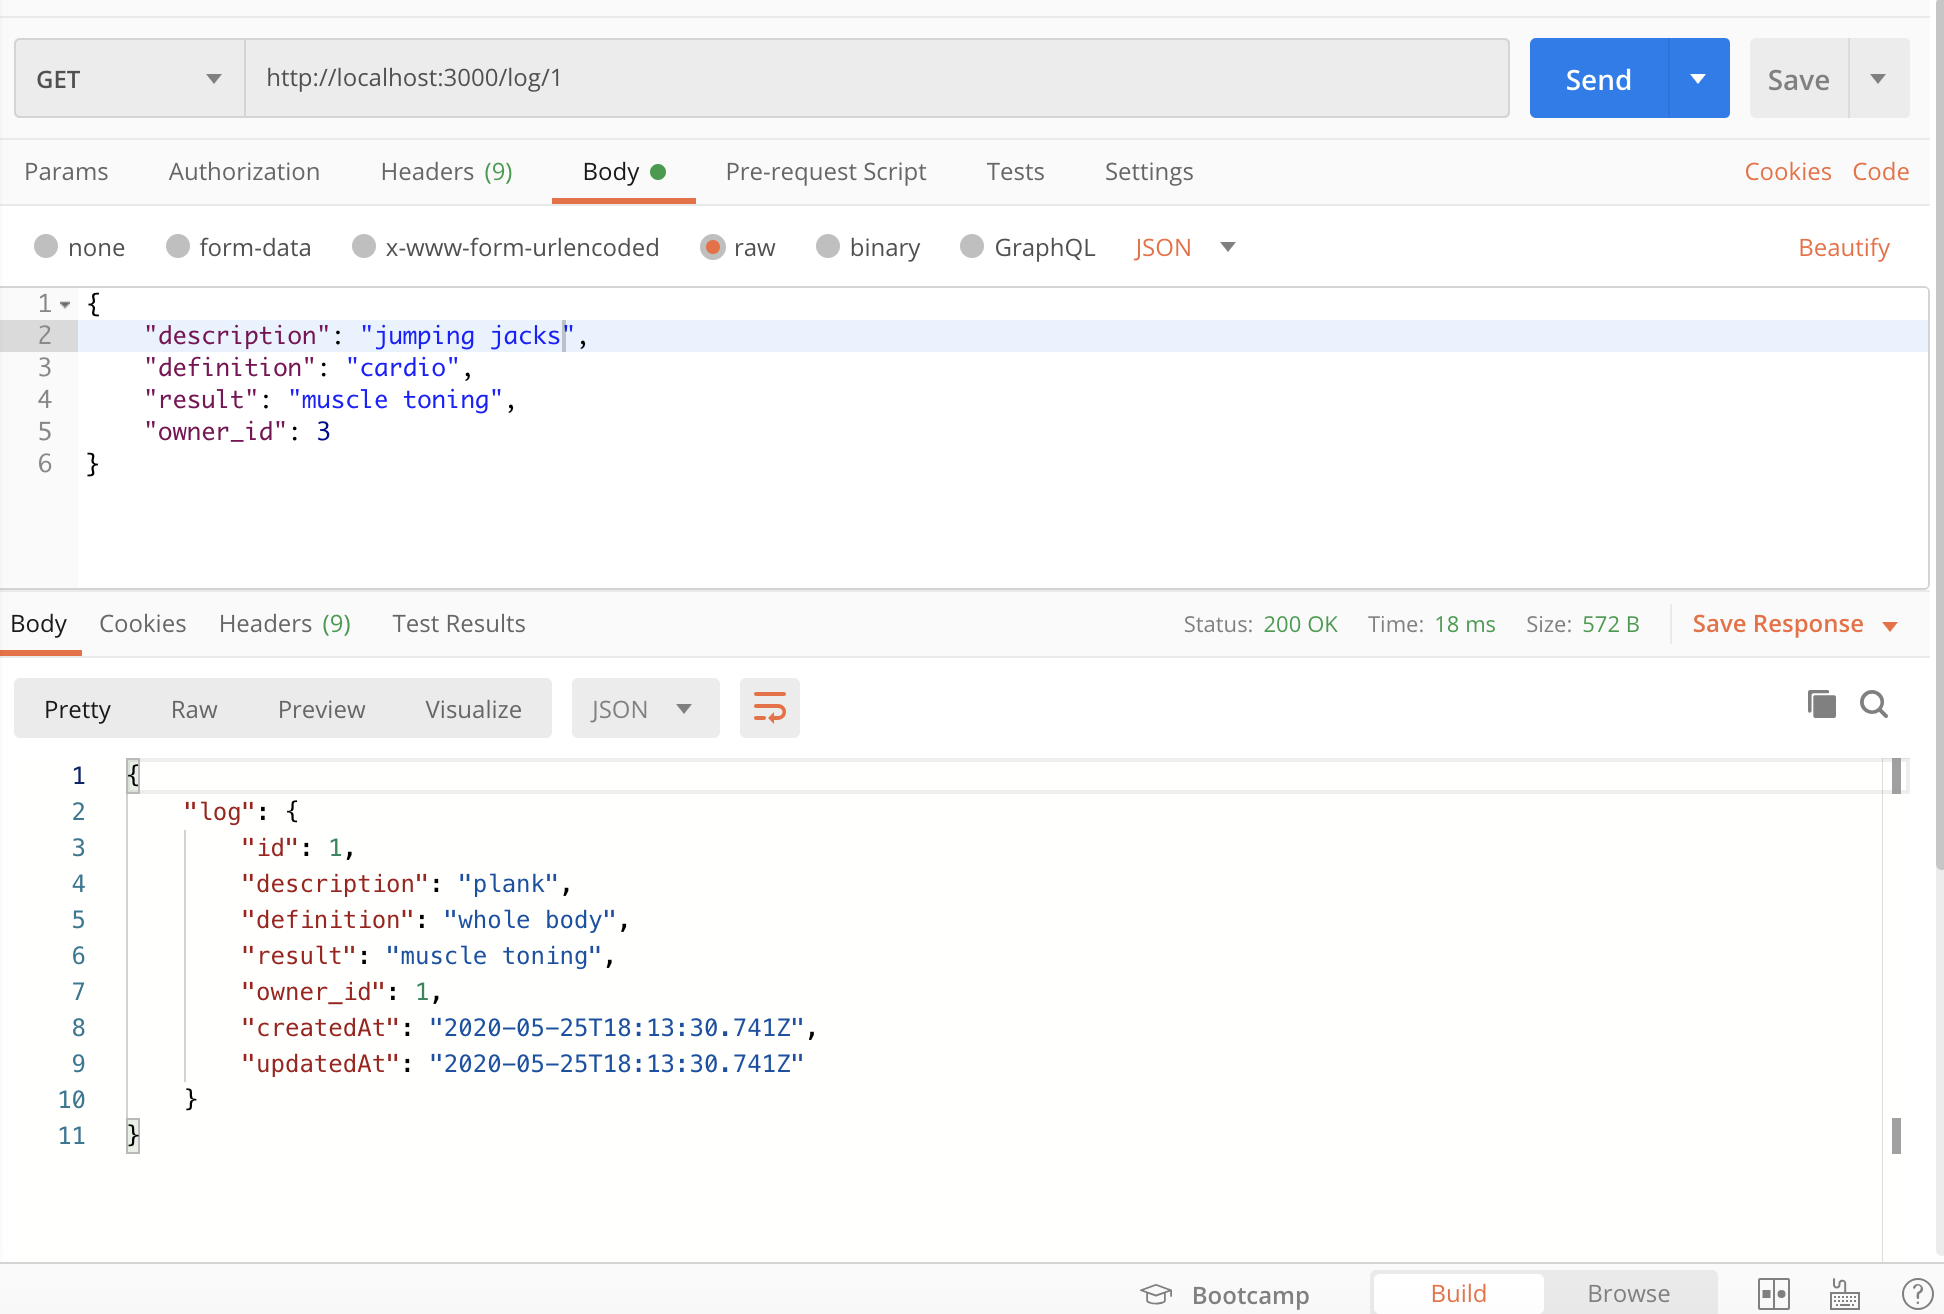 GET http://localhost:3000/log/1 Send Save
Params Authorization Headers (9) Body Pre-request Script Tests Settings Cookies Code
none form-data x-www-form-urlencoded raw binary GraphQL JSON Beautify
1 {
2 "description": "jumping jacks",
3 "definition": "cardio",
4 "result": "muscle toning",
5 "owner_id": 3
6 }
Body Cookies Headers (9) Test Results Status: 200 OK Time: 18 ms Size: 572 B Save Response
Pretty Raw Preview Visualize JSON
1 {
2 "log": {
3 "id": 1,
4 "description": "plank",
5 "definition": "whole body",
6 "result": "muscle toning",
7 "owner_id": 1,
8 "createdAt": "2020-05-25T18:13:30.741Z",
9 "updatedAt": "2020-05-25T18:13:30.741Z"
10 }
11 }
Bootcamp Build Browse ?